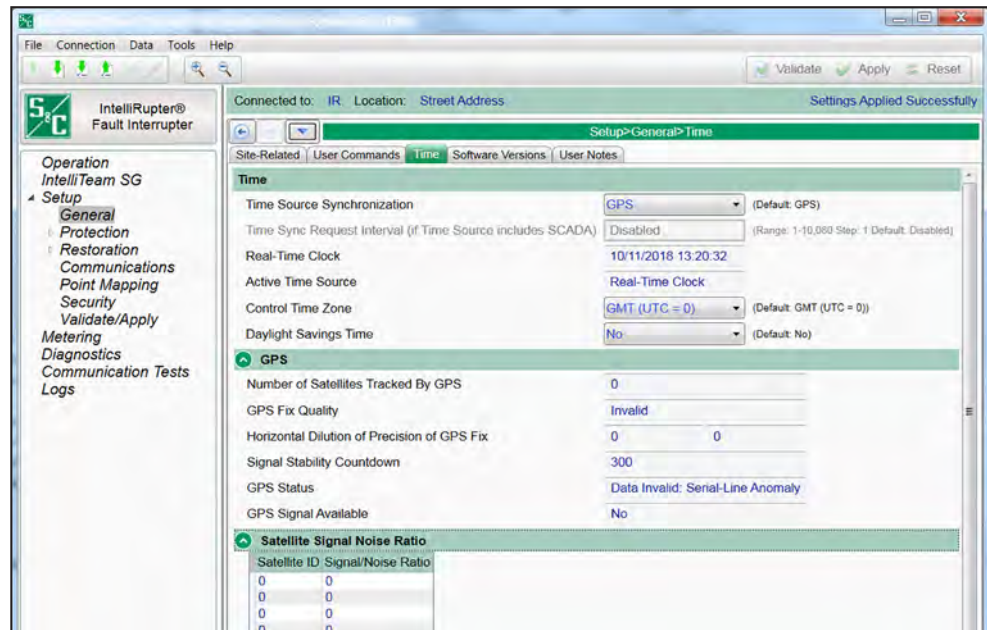 File Connection Data Tools Help
Validate Apply Reset
S&C
IntelliRupter®
Fault Interrupter
Operation
IntelliTeam SG
Setup
General
Protection
Restoration
Communications
Point Mapping
Security
Validate/Apply
Metering
Diagnostics
Communication Tests
Logs
Connected to: IR Location: Street Address Settings Applied Successfully
Setup>General>Time
Site-Related User Commands Time Software Versions User Notes
Time
Time Source Synchronization GPS (Default: GPS)
Time Sync Request Interval (if Time Source includes SCADA) Disabled (Range: 1-10,080 Step: 1 Default: Disabled)
Real-Time Clock 10/11/2018 13:20:32
Active Time Source Real-Time Clock
Control Time Zone GMT (UTC = 0) (Default: GMT (UTC = 0))
Daylight Savings Time No (Default: No)
GPS
Number of Satellites Tracked By GPS 0
GPS Fix Quality Invalid
Horizontal Dilution of Precision of GPS Fix 0 0
Signal Stability Countdown 300
GPS Status Data Invalid: Serial-Line Anomaly
GPS Signal Available No
Satellite Signal Noise Ratio
Satellite ID Signal/Noise Ratio
0 0
0 0
0 0
0 0